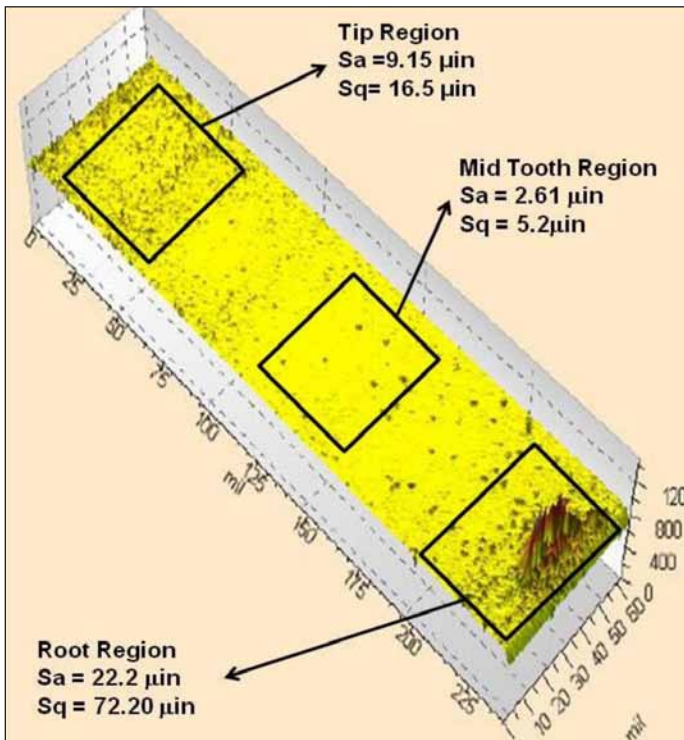 Tip Region
Sa =9.15 µin
Sq= 16.5 µin
Mid Tooth Region
Sa = 2.61 µin
Sq = 5.2µin
Root Region
Sa = 22.2 µin
Sq = 72.20 µin
0
25
50
75
100
125
150
175
200
225
mil
0
10
20
30
40
50
60
mil
0
400
800
120